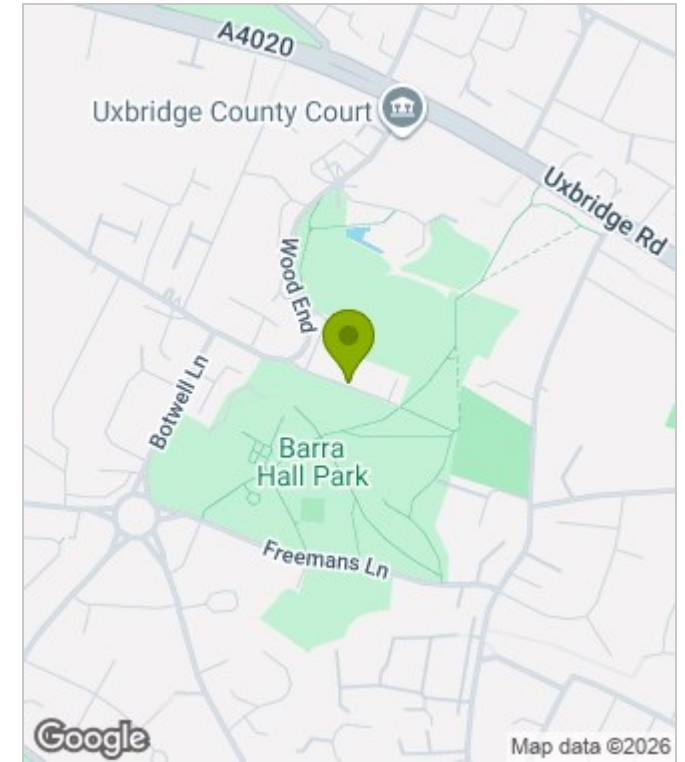 A4020
Uxbridge County Court
Uxbridge Rd
Wood End
Botwell Ln
Barra
Hall Park
Freemans Ln
Google
Map data ©2026